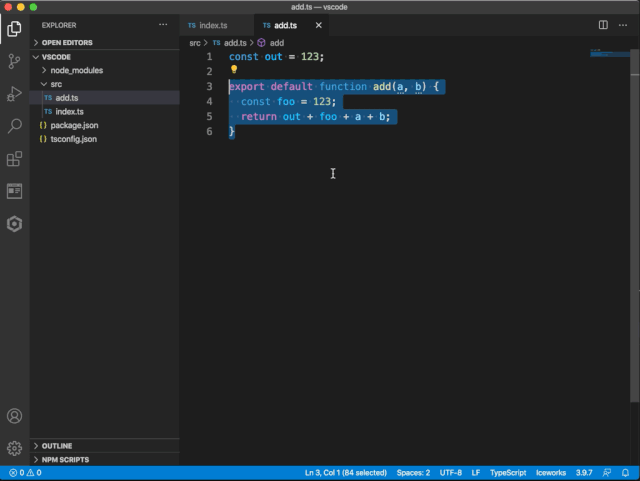 add.ts — vscode
EXPLORER
OPEN EDITORS
VSCODE
node_modules
src
TS add.ts
TS index.ts
{} package.json
tsconfig.json
TS index.ts
TS add.ts
src > TS add.ts > add
1 const out = 123;
2
3 export default function add(a, b) {
4 const foo = 123;
5 return out + foo + a + b;
6 }
OUTLINE
NPM SCRIPTS
0 0
Ln 3, Col 1 (84 selected) Spaces: 2 UTF-8 LF TypeScript Iceworks 3.9.7